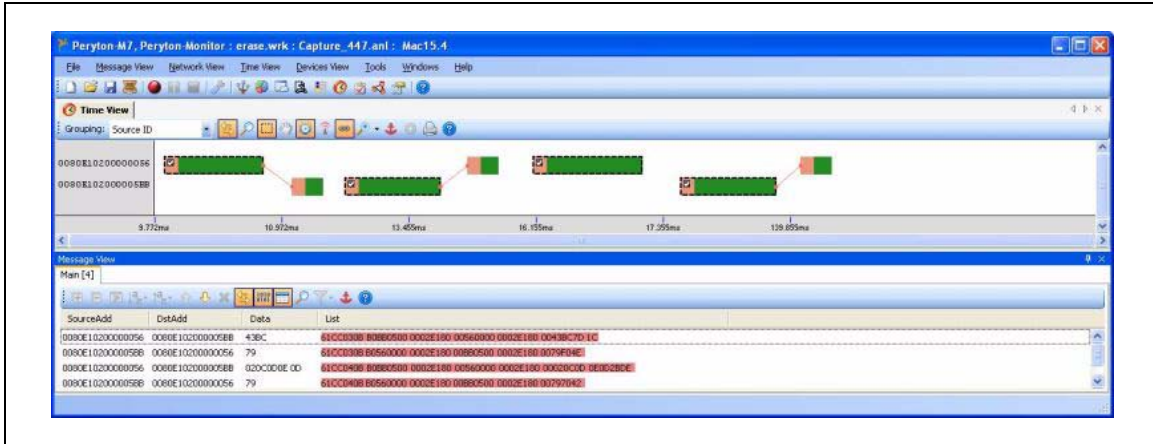 Peryton-M7, Peryton-Monitor : erase.wrk : Capture_447.anl : Mac15.4
File Message View Network View Time View Devices View Tools Windows Help
Time View
Grouping: Source ID
0080E10200000056
0080E102000005BB
9.772ms 10.972ms 13.455ms 16.155ms 17.355ms 139.855ms
Message View
Main [4]
SourceAdd DstAdd Data List
0080E10200000056 0080E102000005BB 43BC 61CC0308 B0BB0500 0002E180 00560000 0002E180 0043BC7D 1C
0080E102000005BB 0080E10200000056 79 61CC0308 B0560000 0002E180 00BB0500 0002E180 0079F04E
0080E10200000056 0080E102000005BB 020C0D0E 0D 61CC0408 B0BB0500 0002E180 00560000 0002E180 00020C0D 0E0D2BDE
0080E102000005BB 0080E10200000056 79 61CC0408 B0560000 0002E180 00BB0500 0002E180 00797042